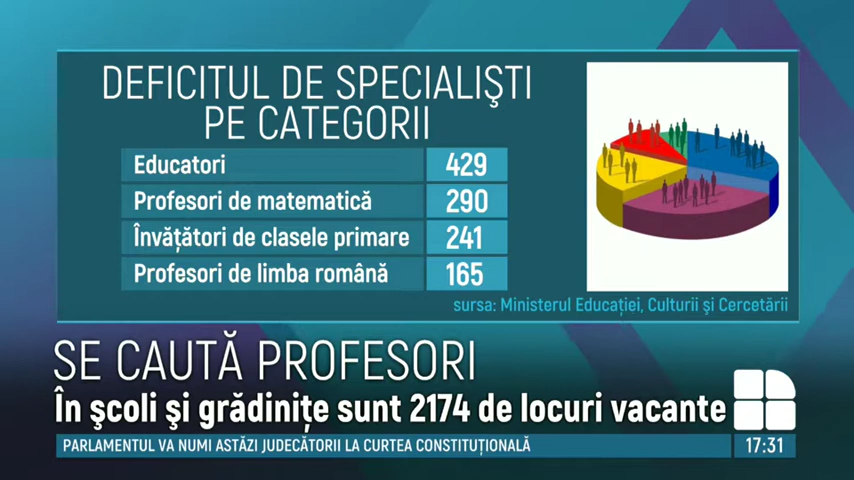 DEFICITUL DE SPECIALIŞTI
PE CATEGORII
Educatori 429
Profesori de matematică 290
Învățători de clasele primare 241
Profesori de limba română 165
sursa: Ministerul Educației, Culturii şi Cercetării
SE CAUTĂ PROFESORI
În şcoli şi grădinițe sunt 2174 de locuri vacante
PARLAMENTUL VA NUMI ASTĂZI JUDECĂTORII LA CURTEA CONSTITUȚIONALĂ 17:31